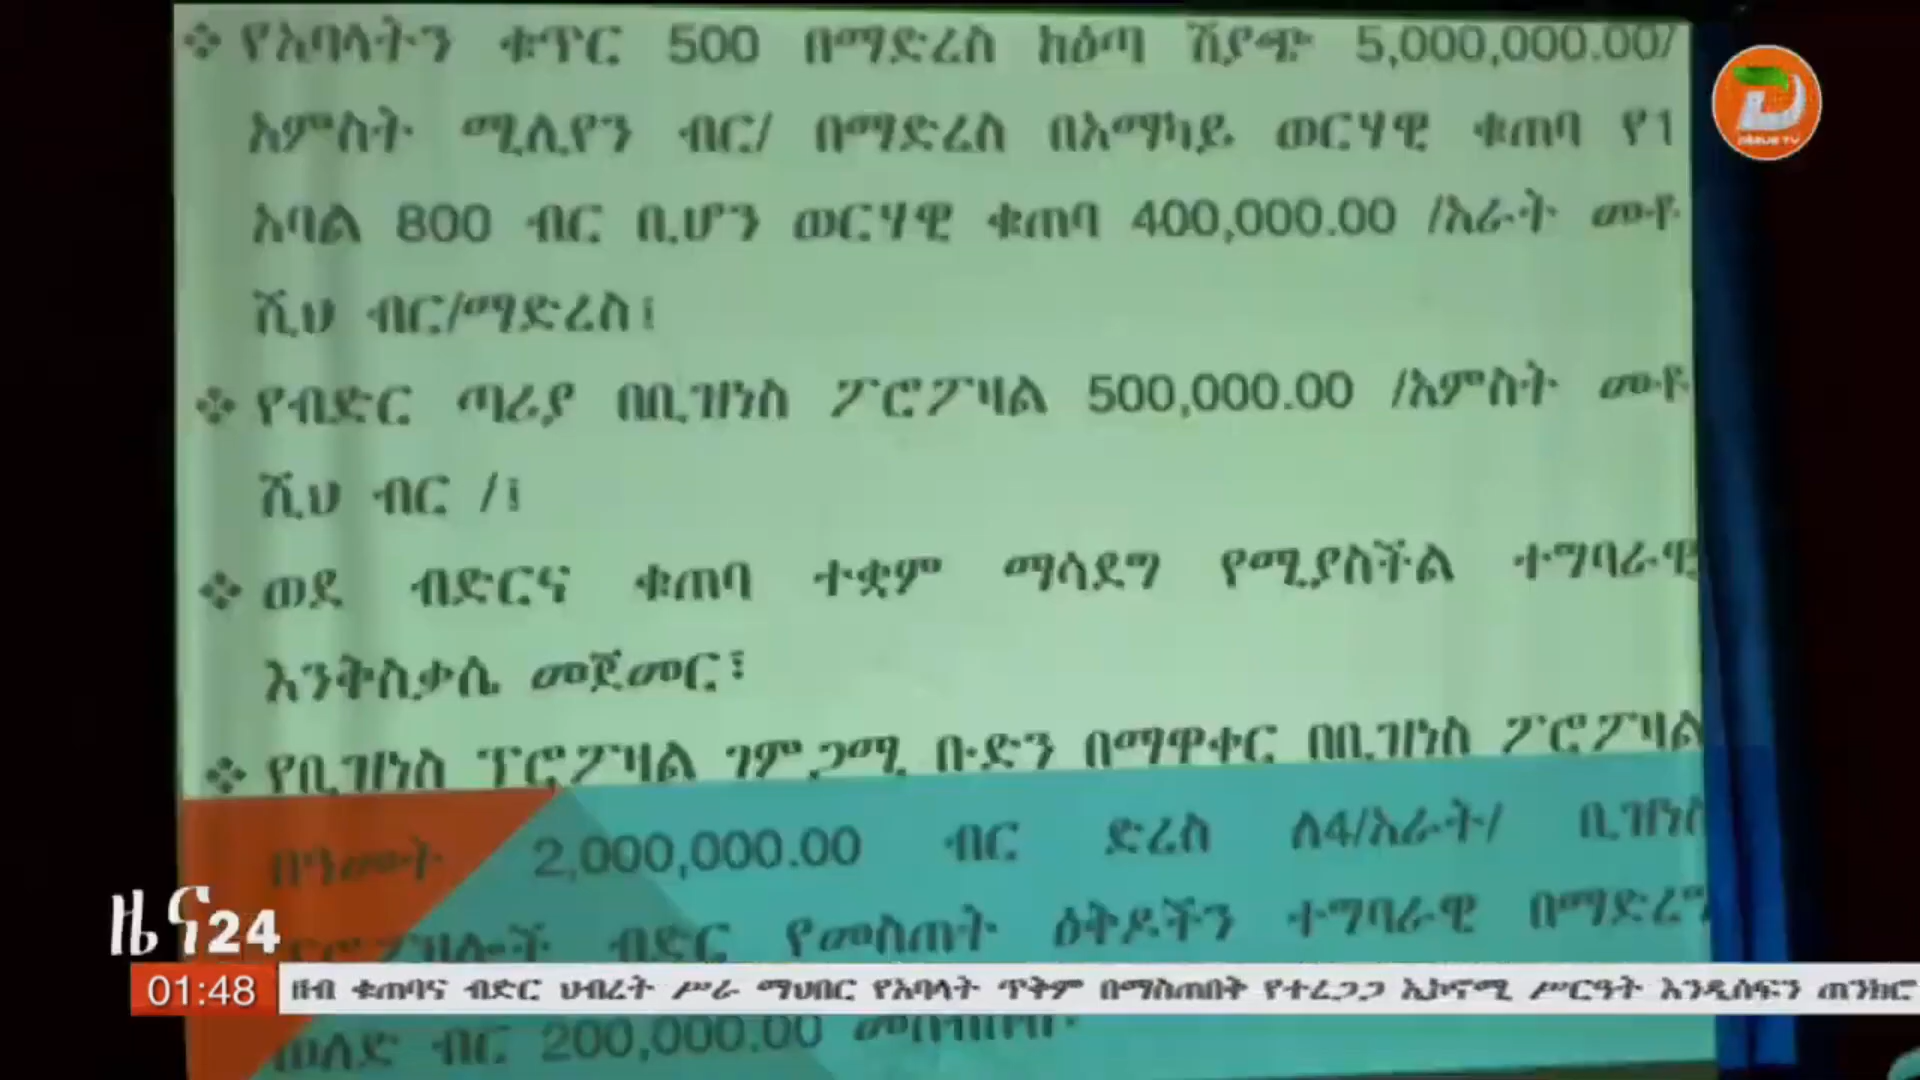 ❖ የአባላትን ቁጥር 500 በማድረስ ከዕጣ ሽያጭ 5,000,000.00/
አምስት ሚሊየን ብር/ በማድረስ በአማካይ ወርሃዊ ቁጠባ የ1
አባል 800 ብር ቢሆን ወርሃዊ ቁጠባ 400,000.00 /አራት መቶ
ሺህ ብር/ማድረስ፤
❖ የብድር ጣሪያ በቢዝነስ ፖሮፖዛል 500,000.00 /አምስት መቶ
ሺህ ብር /፤
❖ ወደ ብድርና ቁጠባ ተቋም ማሳደግ የሚያስችል ተግባራዊ
እንቅስቃሴ መጀመር፣
❖ የቢዝነስ ፕሮፖዛል ገምጋሚ ቡድን በማዋቀር በቢዝነስ ፖሮፖዛል
በዓመት 2,000,000.00 ብር ድረስ ለ4/አራት/ ቢዝነስ
ብድር የመስጠት ዕቅዶችን ተግባራዊ በማድረግ
ዜና24
01:48 ዘብ ቁጠባና ብድር ህብረት ሥራ ማህበር የአባላት ጥቅም በማስጠበቅ የተረጋጋ ኢኮኖሚ ሥርዓት እንዲሰፍን ጠንክሮ
ወለድ ብር 200,000.00